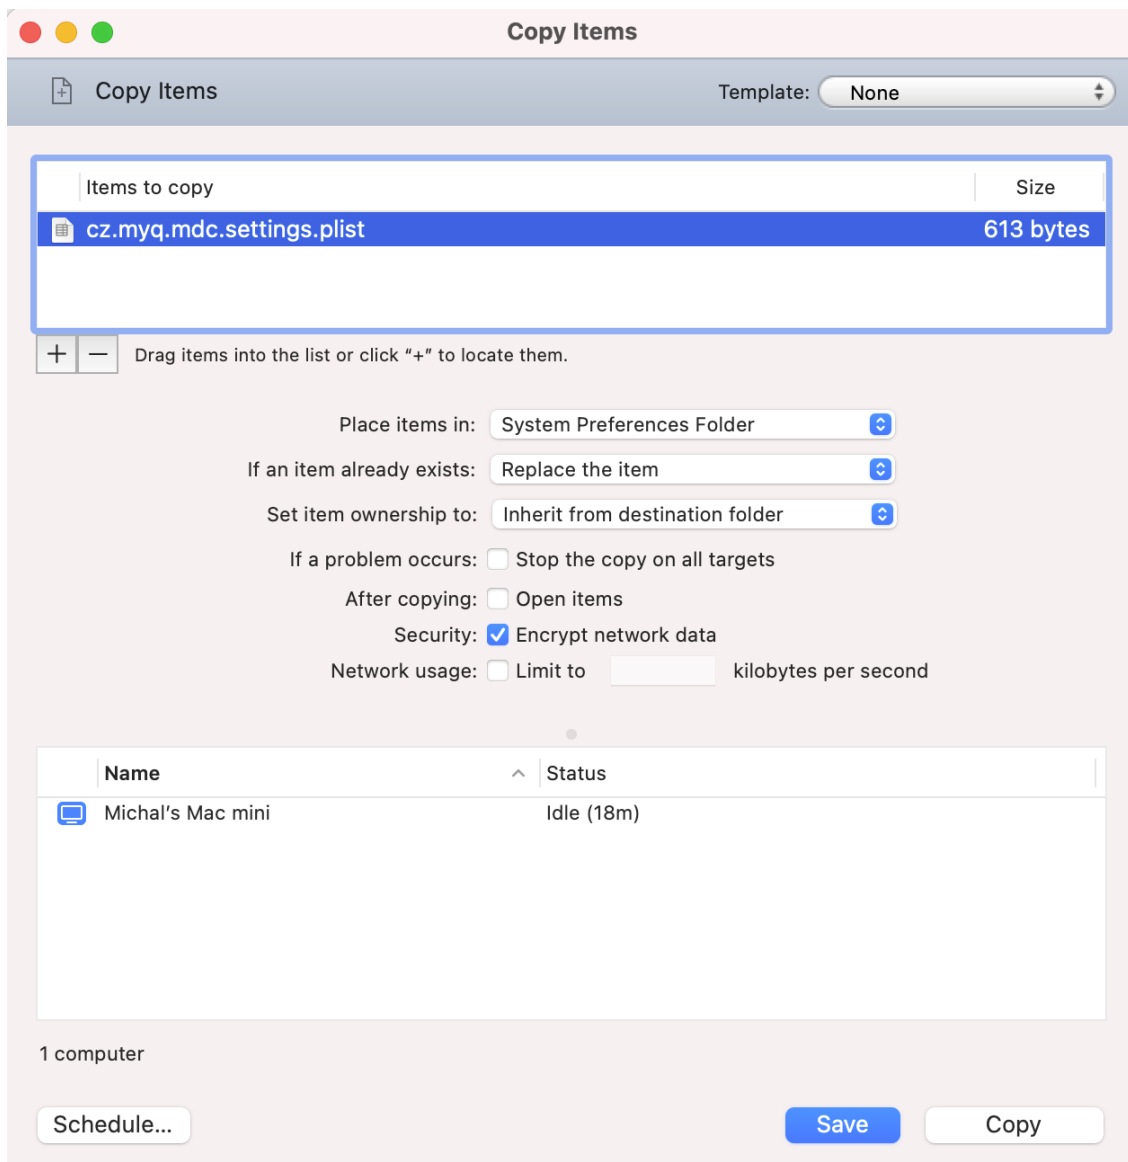 Copy Items
Copy Items
Template: None
Items to copy Size
cz.myq.mdc.settings.plist 613 bytes
+ − Drag items into the list or click “+” to locate them.
Place items in: System Preferences Folder
If an item already exists: Replace the item
Set item ownership to: Inherit from destination folder
If a problem occurs: Stop the copy on all targets
After copying: Open items
Security: Encrypt network data
Network usage: Limit to kilobytes per second
Name Status
Michal’s Mac mini Idle (18m)
1 computer
Schedule... Save Copy